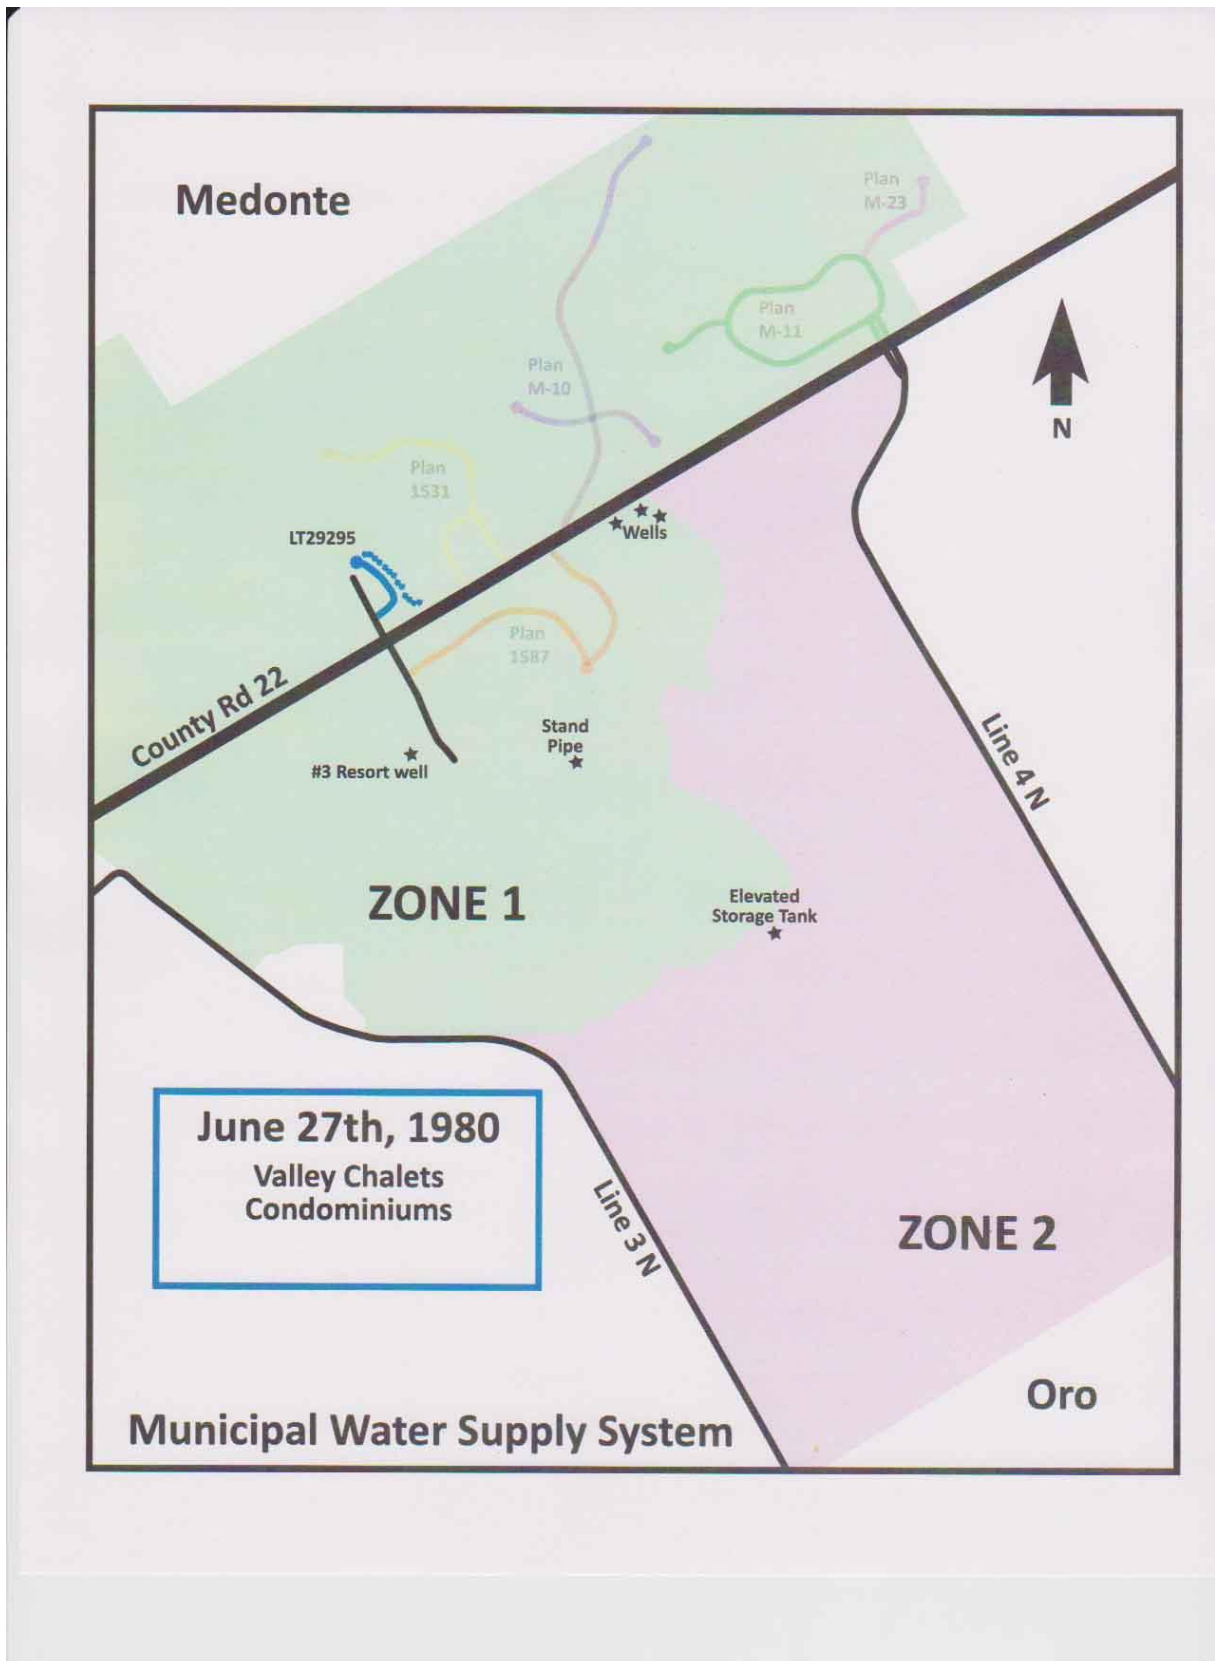 Medonte
Plan
M-23
Plan
M-11
Plan
M-10
N
Plan
1531
Wells
LT29295
Plan
1587
County Rd 22
Stand
Pipe
#3 Resort well
Line 4 N
ZONE 1
Elevated
Storage Tank
June 27th, 1980
Valley Chalets
Condominiums
Line 3 N
ZONE 2
Oro
Municipal Water Supply System